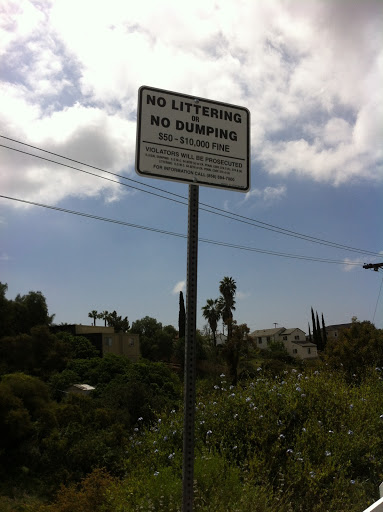 NO LITTERING
OR
NO DUMPING
$50 - $10,000 FINE
VIOLATORS WILL BE PROSECUTED
FOR INFORMATION CALL